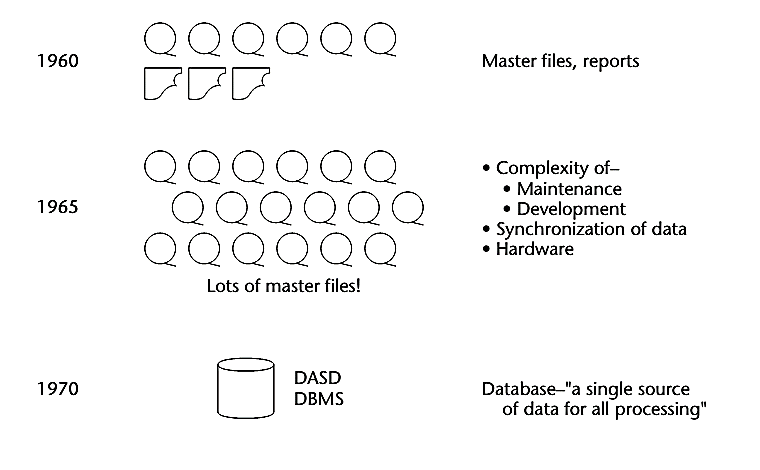 1960
Master files, reports
1965
• Complexity of–
• Maintenance
• Development
• Synchronization of data
• Hardware
Lots of master files!
1970
DASD
DBMS
Database–"a single source
of data for all processing"